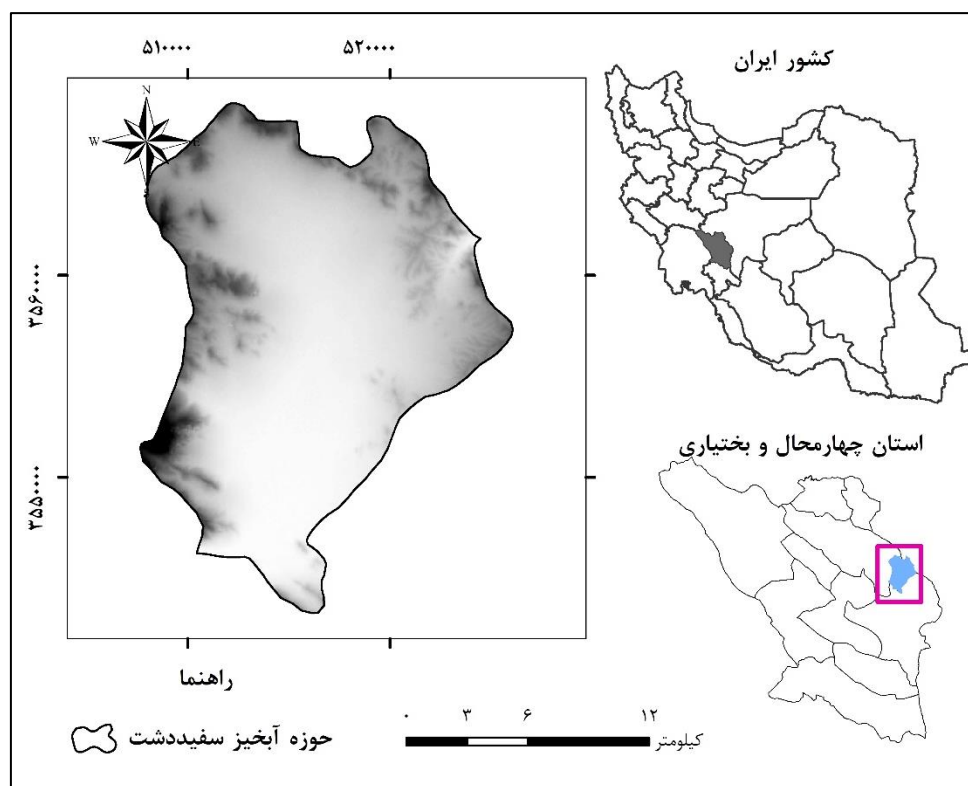 ۵۱۰۰۰۰ ۵۲۰۰۰۰
کشور ایران
N
W E
S
۳۵۶۰۰۰۰
۳۵۵۰۰۰۰
استان چهارمحال و بختیاری
راهنما
حوزه آبخیز سفیددشت
۰ ۳ ۶ ۱۲
کیلومتر